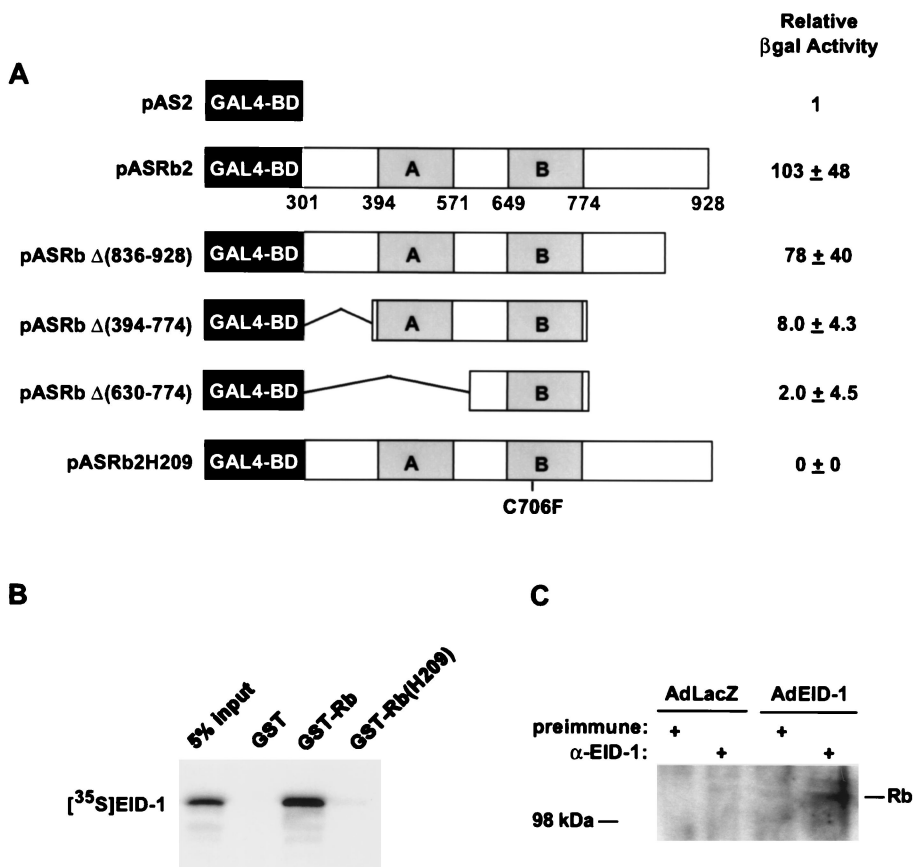 Relative
βgal Activity
A
pAS2 GAL4-BD 1
pASRb2 GAL4-BD A B 103 ± 48
301 394 571 649 774 928
pASRb Δ(836-928) GAL4-BD A B 78 ± 40
pASRb Δ(394-774) GAL4-BD A B 8.0 ± 4.3
pASRb Δ(630-774) GAL4-BD B 2.0 ± 4.5
pASRb2H209 GAL4-BD A B 0 ± 0
C706F
B
5% input GST GST-Rb GST-Rb(H209)
[³⁵S]EID-1
C
AdLacZ AdEID-1
preimmune: + +
α-EID-1: + +
Rb
98 kDa